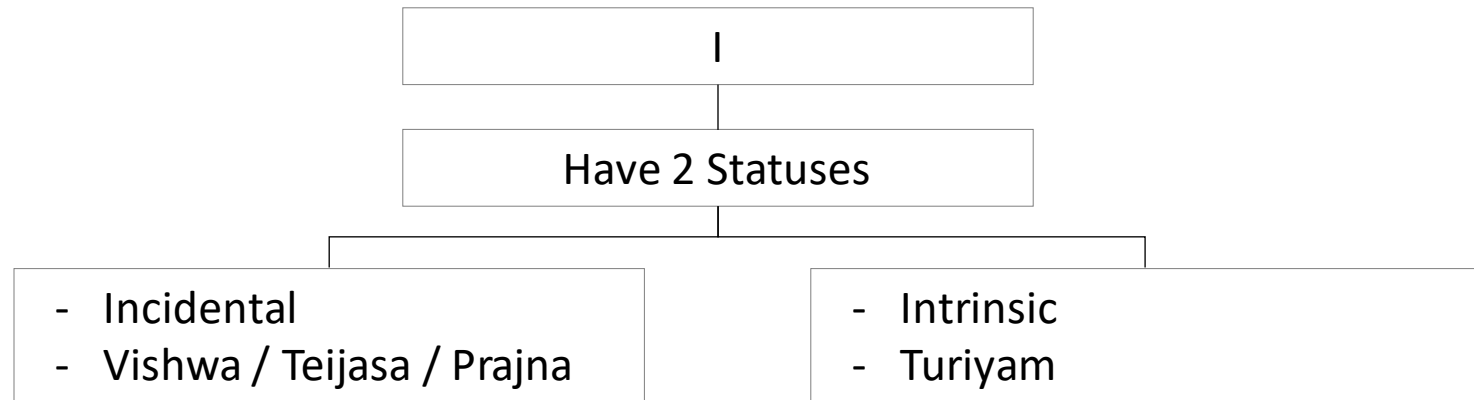 I
Have 2 Statuses
- Incidental
- Vishwa / Teijasa / Prajna
- Intrinsic
- Turiyam